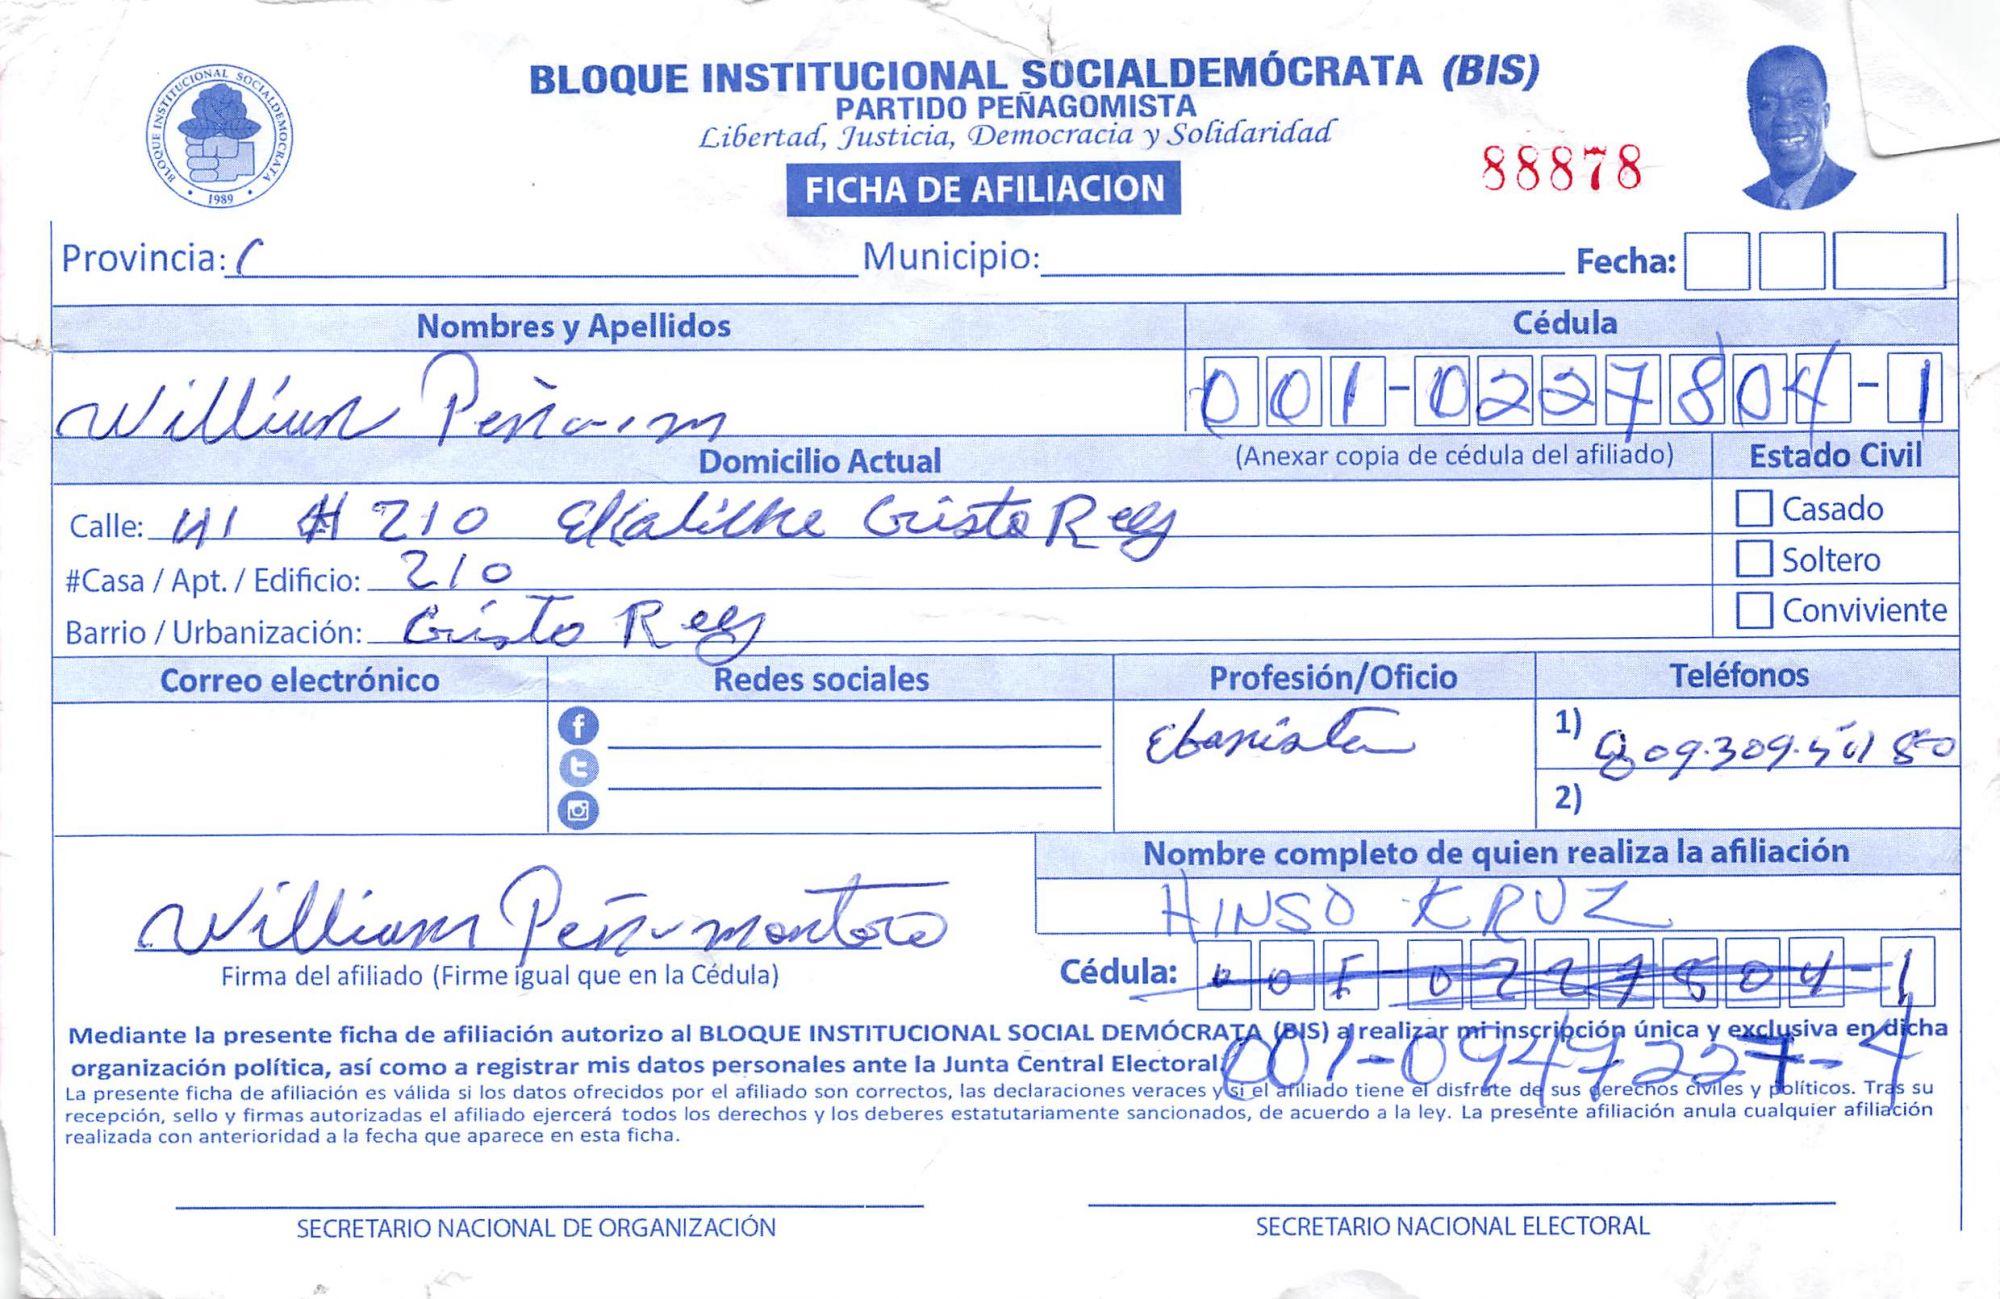 BLOQUE INSTITUCIONAL SOCIALDEMÓCRATA (BIS)
PARTIDO PEÑAGOMISTA
Libertad, Justicia, Democracia y Solidaridad
BLOQUE INSTITUCIONAL SOCIALDEMOCRATA
1989
88878
FICHA DE AFILIACION
Provincia: Municipio: Fecha:
Nombres y Apellidos Cédula
William Peña 001-0227804-1
Domicilio Actual (Anexar copia de cédula del afiliado) Estado Civil
Calle: 41 # 210 Cristo Rey Casado
#Casa / Apt. / Edificio: 210 Soltero
Barrio / Urbanización: Cristo Rey Conviviente
Correo electrónico Redes sociales Profesión/Oficio Teléfonos
Ebanista 1) 809.309.
2)
Nombre completo de quien realiza la afiliación
HINSO KRUZ
William Peña montero
Firma del afiliado (Firme igual que en la Cédula) Cédula: 001 0227804-1
Mediante la presente ficha de afiliación autorizo al BLOQUE INSTITUCIONAL SOCIAL DEMÓCRATA (BIS) a realizar mi inscripción única y exclusiva en dicha
organización política, así como a registrar mis datos personales ante la Junta Central Electoral. 001-0947227-4
La presente ficha de afiliación es válida si los datos ofrecidos por el afiliado son correctos, las declaraciones veraces y si el afiliado tiene el disfrute de sus derechos civiles y políticos. Tras su
recepción, sello y firmas autorizadas el afiliado ejercerá todos los derechos y los deberes estatutariamente sancionados, de acuerdo a la ley. La presente afiliación anula cualquier afiliación
realizada con anterioridad a la fecha que aparece en esta ficha.
SECRETARIO NACIONAL DE ORGANIZACIÓN SECRETARIO NACIONAL ELECTORAL